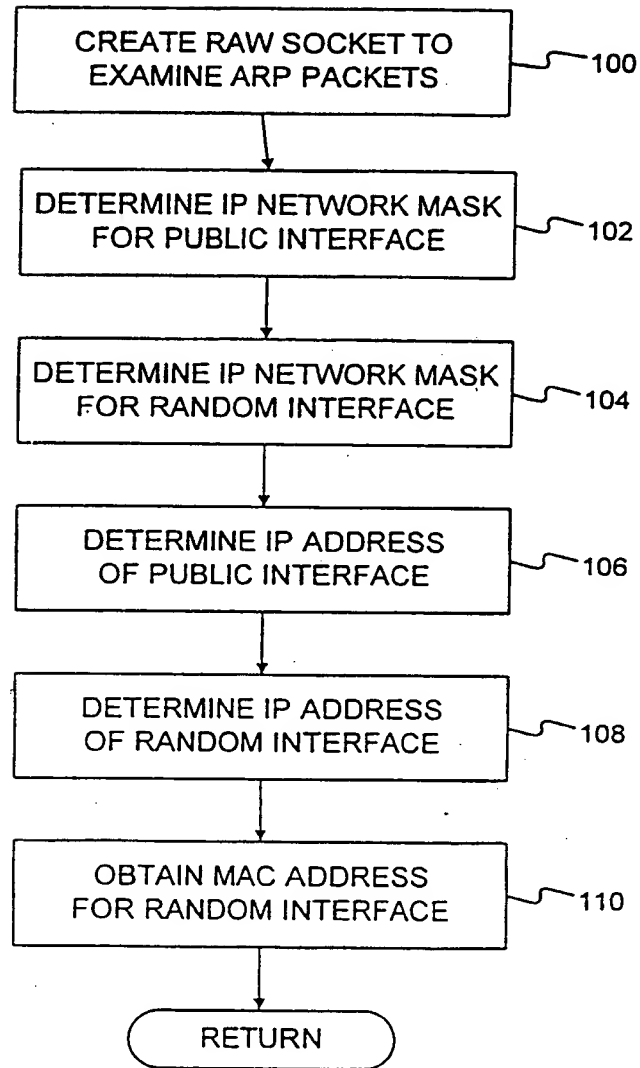 CREATE RAW SOCKET TO
EXAMINE ARP PACKETS
100
DETERMINE IP NETWORK MASK
FOR PUBLIC INTERFACE
102
DETERMINE IP NETWORK MASK
FOR RANDOM INTERFACE
104
DETERMINE IP ADDRESS
OF PUBLIC INTERFACE
106
DETERMINE IP ADDRESS
OF RANDOM INTERFACE
108
OBTAIN MAC ADDRESS
FOR RANDOM INTERFACE
110
RETURN